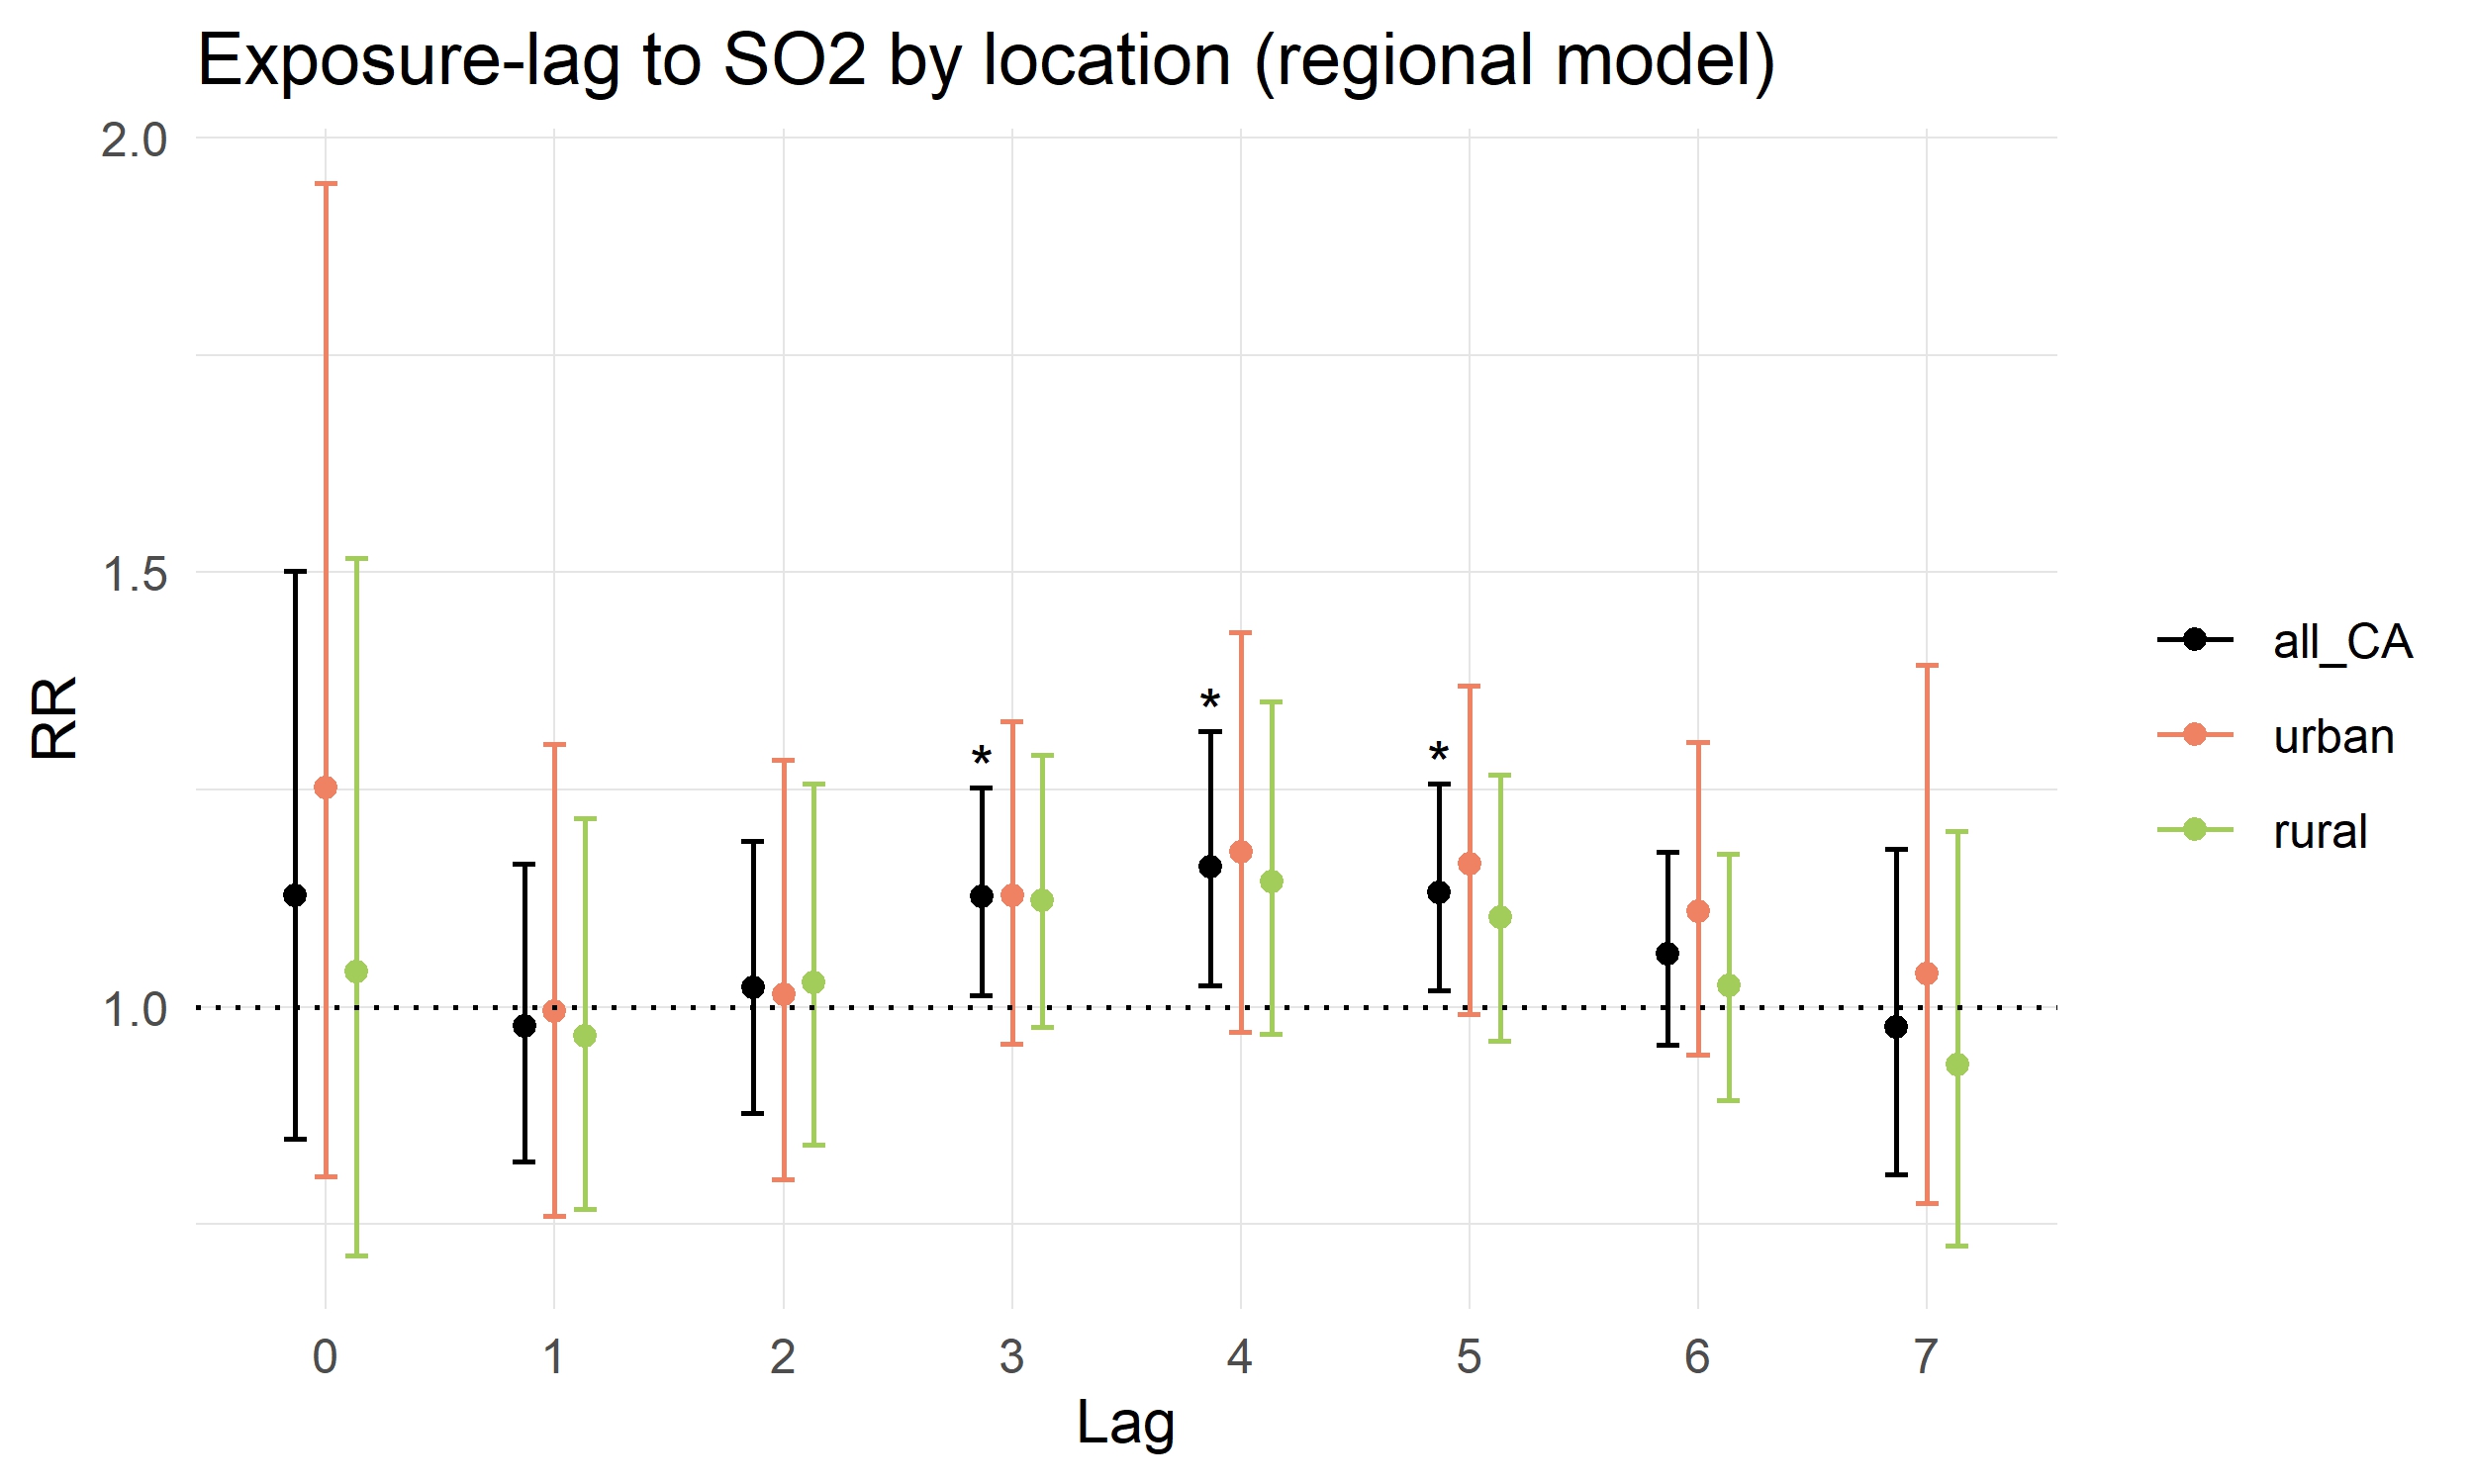 Exposure-lag to SO2 by location (regional model)
2.0
1.5
1.0
RR
*
*
*
0 1 2 3 4 5 6 7
Lag
all_CA
urban
rural